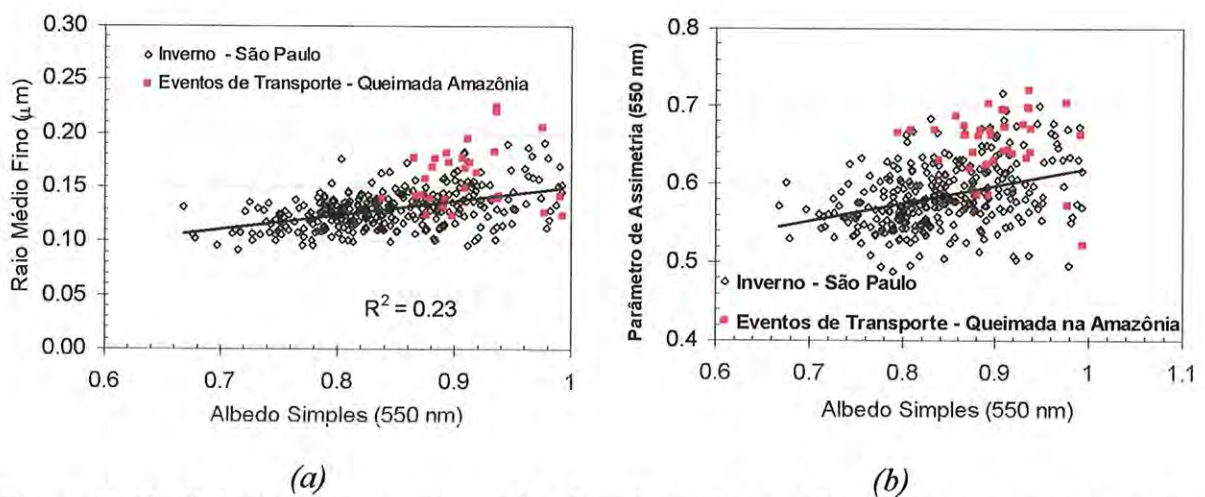 0.30
0.25
0.20
0.15
0.10
0.05
0.00
Raio Médio Fino (μm)
Inverno - São Paulo
Eventos de Transporte - Queimada Amazônia
R² = 0.23
0.6 0.7 0.8 0.9 1
Albedo Simples (550 nm)
(a)
0.8
0.7
0.6
0.5
0.4
Parâmetro de Assimetria (550 nm)
Inverno - São Paulo
Eventos de Transporte - Queimada na Amazônia
0.6 0.7 0.8 0.9 1.0 1.1
Albedo Simples (550 nm)
(b)